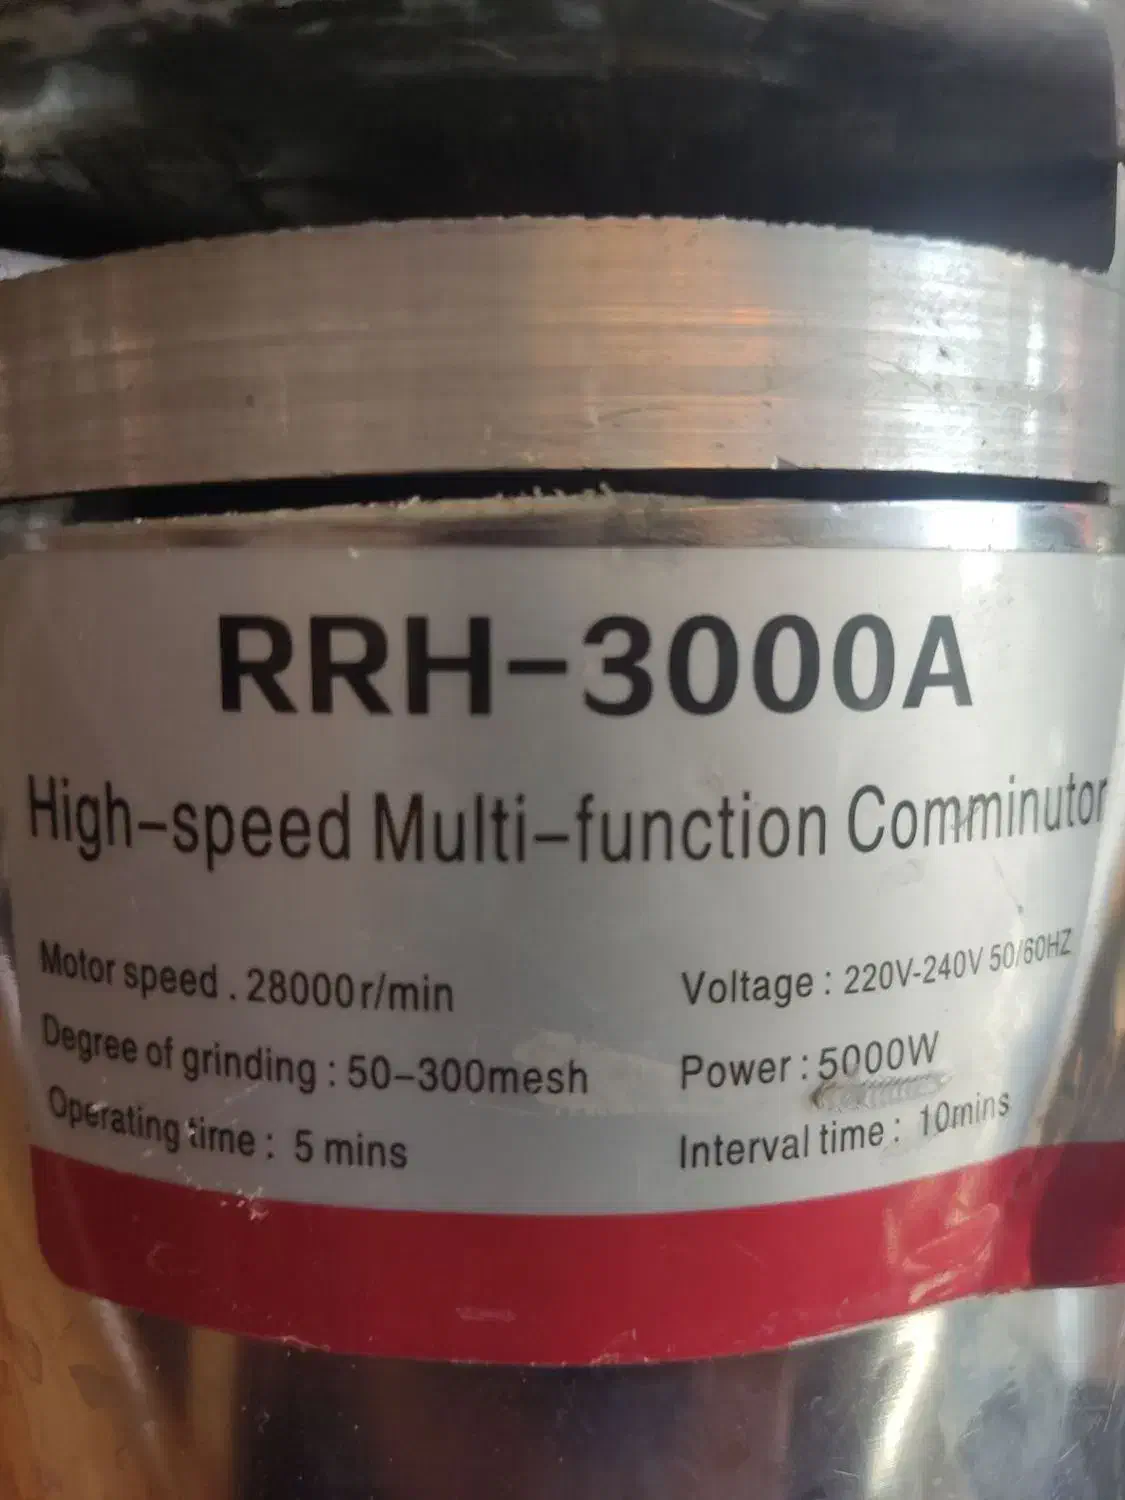 RRH-3000A
High-speed Multi-function Comminutor
Motor speed . 28000r/min
Voltage : 220V-240V 50/60HZ
Degree of grinding : 50-300mesh
Power : 5000W
Operating time : 5 mins
Interval time : 10mins